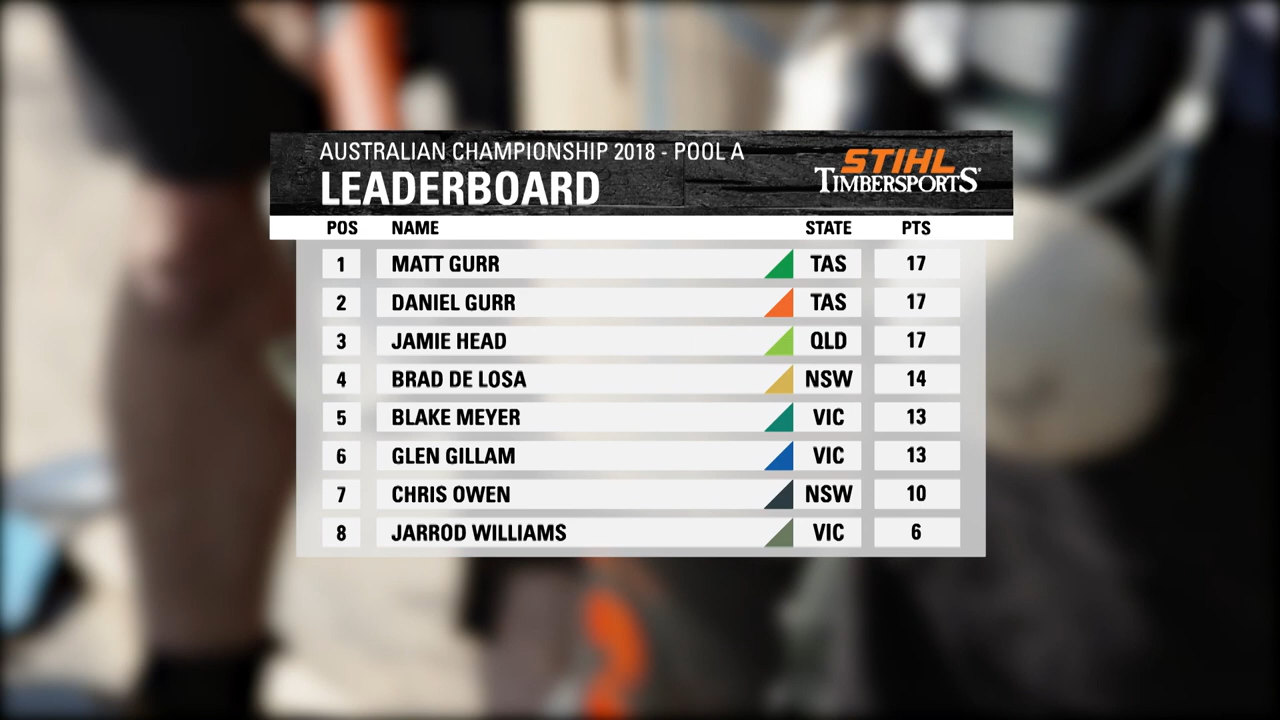 AUSTRALIAN CHAMPIONSHIP 2018 - POOL A
LEADERBOARD
STIHL
TIMBERSPORTS®
POS NAME STATE PTS
1 MATT GURR TAS 17
2 DANIEL GURR TAS 17
3 JAMIE HEAD QLD 17
4 BRAD DE LOSA NSW 14
5 BLAKE MEYER VIC 13
6 GLEN GILLAM VIC 13
7 CHRIS OWEN NSW 10
8 JARROD WILLIAMS VIC 6